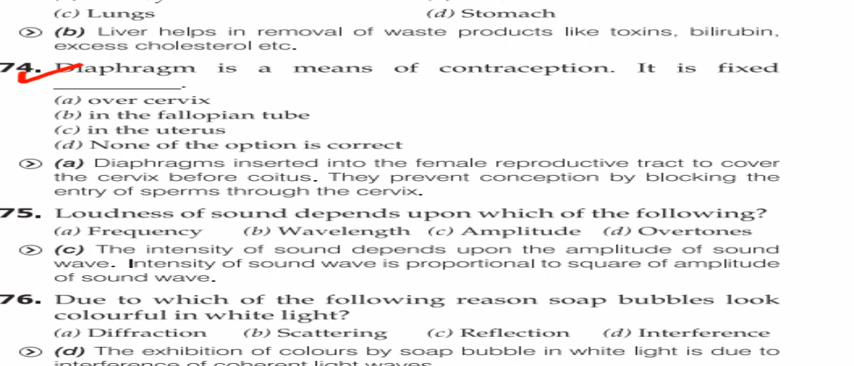 (c) Lungs (d) Stomach
(b) Liver helps in removal of waste products like toxins, bilirubin,
excess cholesterol etc.
74. Diaphragm is a means of contraception. It is fixed
__________.
(a) over cervix
(b) in the fallopian tube
(c) in the uterus
(d) None of the option is correct
(a) Diaphragms inserted into the female reproductive tract to cover
the cervix before coitus. They prevent conception by blocking the
entry of sperms through the cervix.
75. Loudness of sound depends upon which of the following?
(a) Frequency (b) Wavelength (c) Amplitude (d) Overtones
(c) The intensity of sound depends upon the amplitude of sound
wave. Intensity of sound wave is proportional to square of amplitude
of sound wave.
76. Due to which of the following reason soap bubbles look
colourful in white light?
(a) Diffraction (b) Scattering (c) Reflection (d) Interference
(d) The exhibition of colours by soap bubble in white light is due to
interference of coherent light waves.